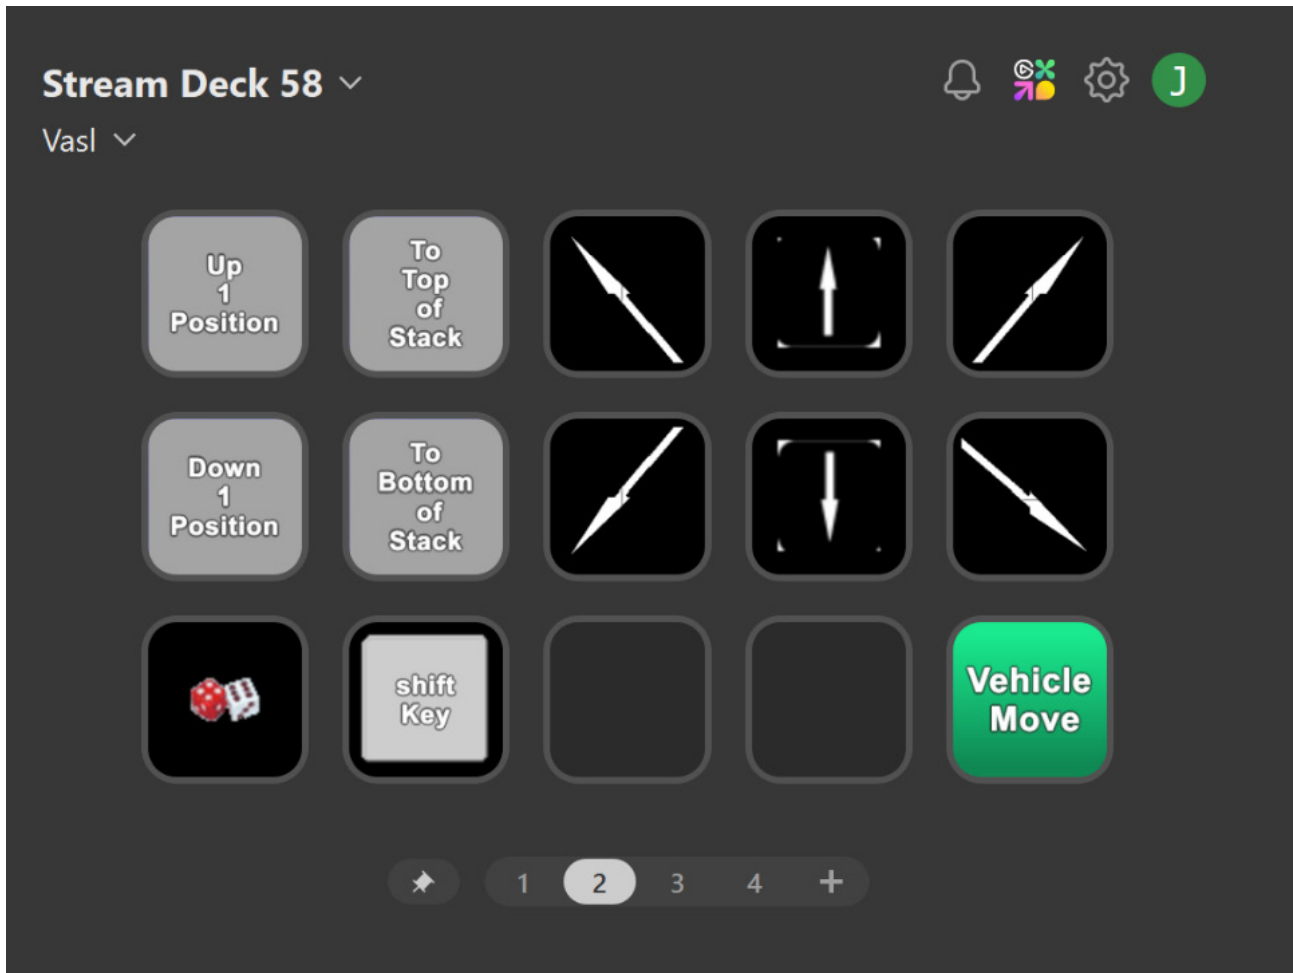 Stream Deck 58
J
Vasl
Up
1
Position
To
Top
of
Stack
Down
1
Position
To
Bottom
of
Stack
shift
Key
Vehicle
Move
1 2 3 4 +